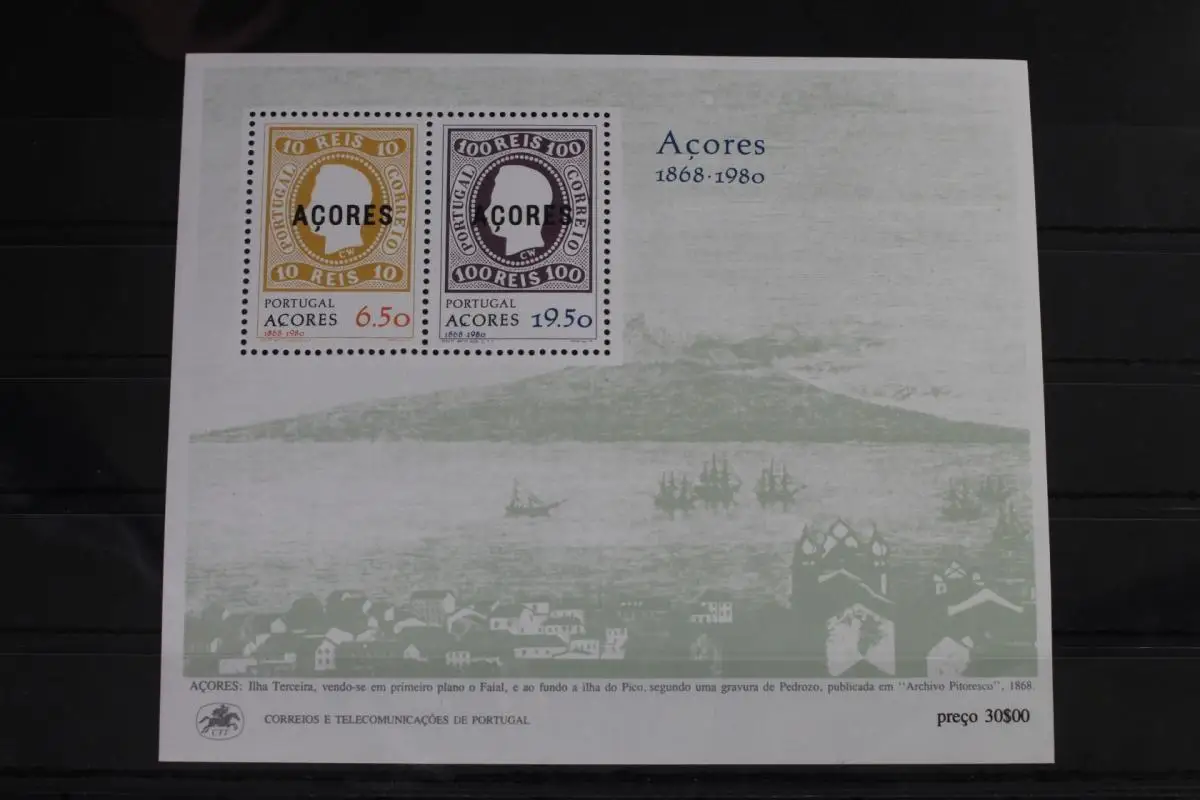 10 REIS 10
PORTUGAL
CORREIO
AÇORES
CW
10 REIS 10
PORTUGAL
AÇORES 6.50
1868-1980
100 REIS 100
PORTUGAL
CORREIO
AÇORES
CW
100 REIS 100
PORTUGAL
AÇORES 19.50
1868-1980
Açores
1868·1980
AÇORES: Ilha Terceira, vendo-se em primeiro plano o Faial, e ao fundo a ilha do Pico, segundo uma gravura de Pedrozo, publicada em "Archivo Pitoresco", 1868.
CTT
CORREIOS E TELECOMUNICAÇÕES DE PORTUGAL
preço 30$00